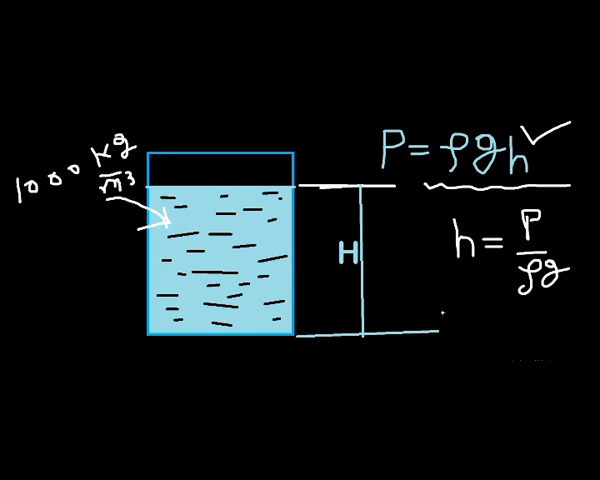 1000 Kg/m³
P = ρgh ✓
H
h = P/ρg